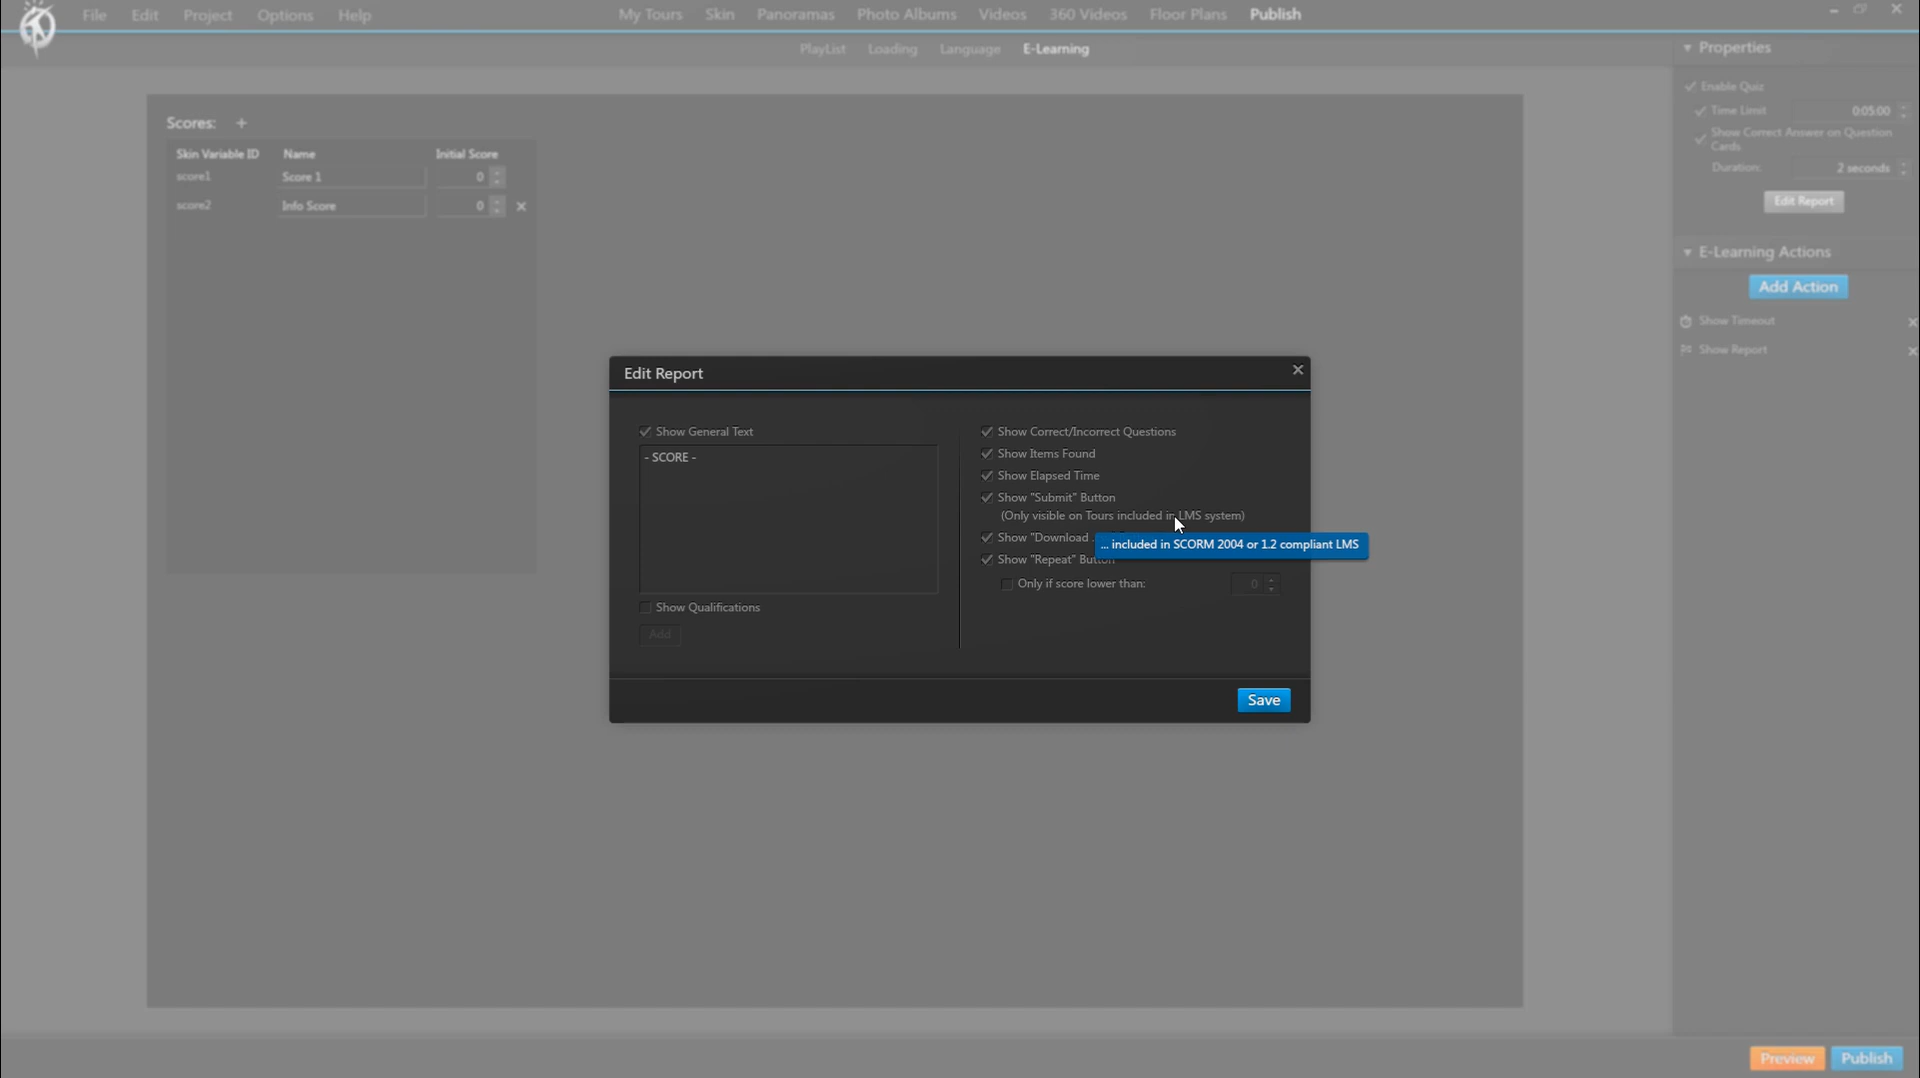 File Edit Project Options Help
My Tours Skin Panoramas Photo Albums Videos 360 Videos Floor Plans Publish
PlayList Loading Language E-Learning
Scores: +
Skin Variable ID Name Initial Score
score1 Score 1 0
score2 Info Score 0
Properties
Enable Quiz
Time Limit 0:05:00
Show Correct Answer on Question
Cards
Duration: 2 seconds
Edit Report
E-Learning Actions
Add Action
Show Timeout
Show Report
Edit Report
Show General Text
- SCORE -
Show Qualifications
Add
Show Correct/Incorrect Questions
Show Items Found
Show Elapsed Time
Show "Submit" Button
(Only visible on Tours included in LMS system)
Show "Download
... included in SCORM 2004 or 1.2 compliant LMS
Show "Repeat" Button
Only if score lower than: 0
Save
Preview Publish